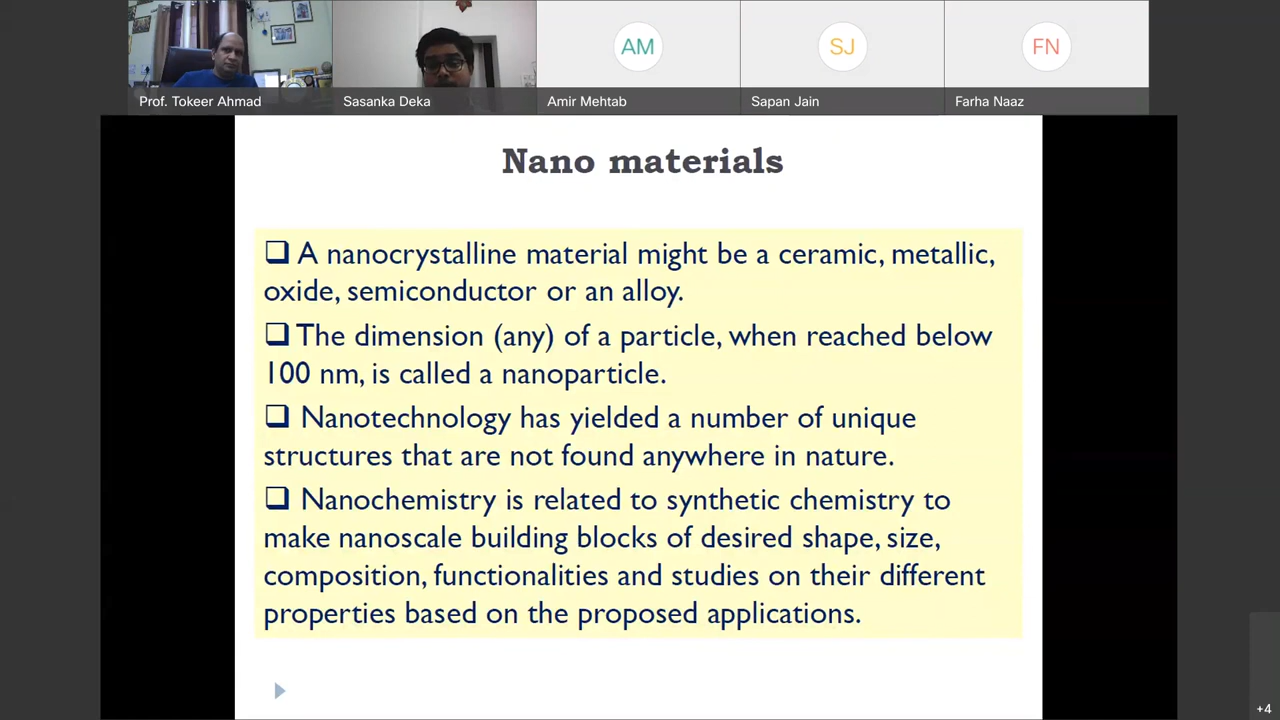 AM
SJ
FN
Prof. Tokeer Ahmad
Sasanka Deka
Amir Mehtab
Sapan Jain
Farha Naaz
Nano materials
❑ A nanocrystalline material might be a ceramic, metallic,
oxide, semiconductor or an alloy.
❑ The dimension (any) of a particle, when reached below
100 nm, is called a nanoparticle.
❑ Nanotechnology has yielded a number of unique
structures that are not found anywhere in nature.
❑ Nanochemistry is related to synthetic chemistry to
make nanoscale building blocks of desired shape, size,
composition, functionalities and studies on their different
properties based on the proposed applications.
+4